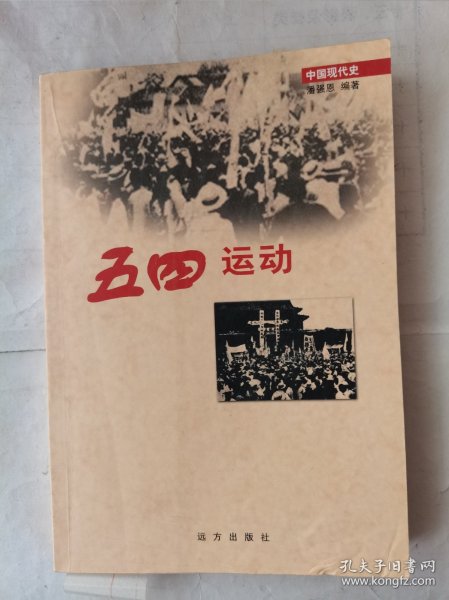 中国现代史
潘强恩 编著
五四 运动
远方出版社
孔夫子旧书网
www.kongfz.com